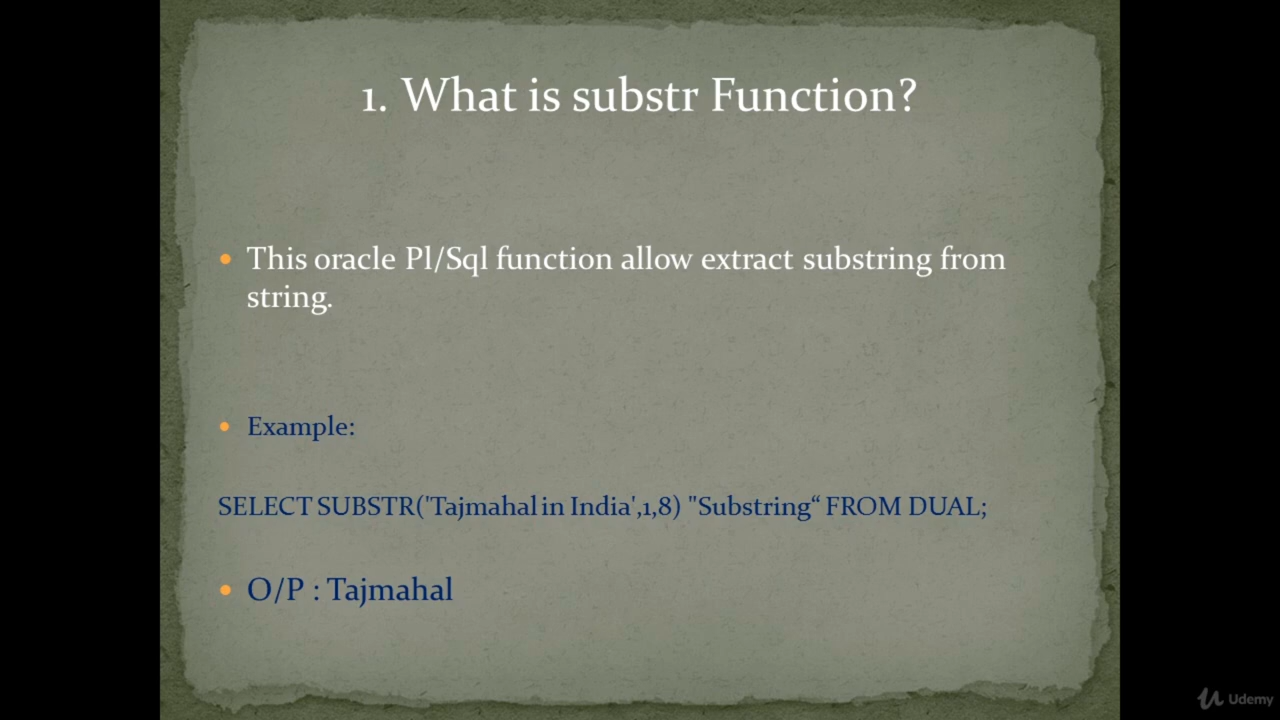 1. What is substr Function?
• This oracle Pl/Sql function allow extract substring from
string.
• Example:
SELECT SUBSTR('Tajmahal in India',1,8) "Substring“ FROM DUAL;
• O/P : Tajmahal
Udemy